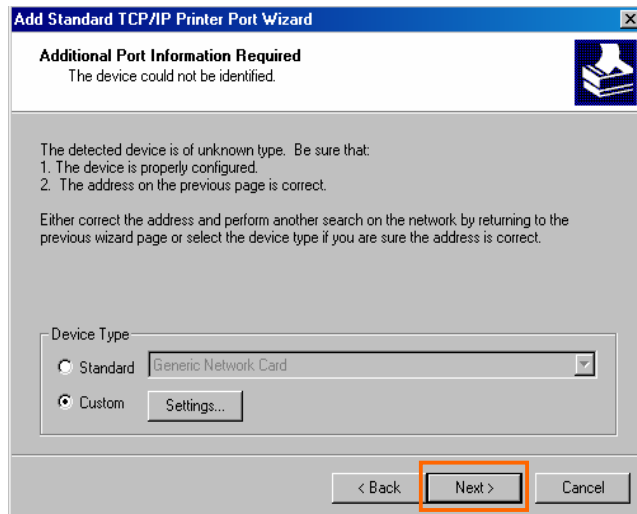 Add Standard TCP/IP Printer Port Wizard
Additional Port Information Required
The device could not be identified.
The detected device is of unknown type.  Be sure that:
1. The device is properly configured.
2.  The address on the previous page is correct.
Either correct the address and perform another search on the network by returning to the
previous wizard page or select the device type if you are sure the address is correct.
Device Type
Standard
Generic Network Card
Custom
Settings...
< Back
Next >
Cancel